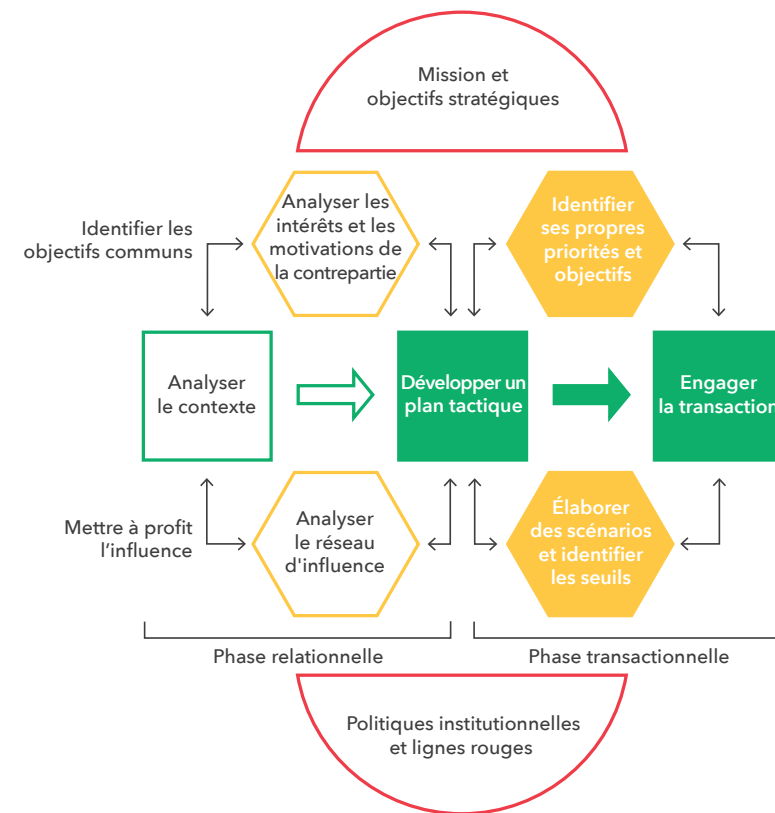 Mission et
objectifs stratégiques
Identifier les
objectifs communs
Analyser les
intérêts et les
motivations de
la contrepartie
Identifier
ses propres
priorités et
objectifs
Analyser
le contexte
Développer un
plan tactique
Engager
la transaction
Mettre à profit
l’influence
Analyser
le réseau
d'influence
Élaborer
des scénarios
et identifier
les seuils
Phase relationnelle
Phase transactionnelle
Politiques institutionnelles
et lignes rouges